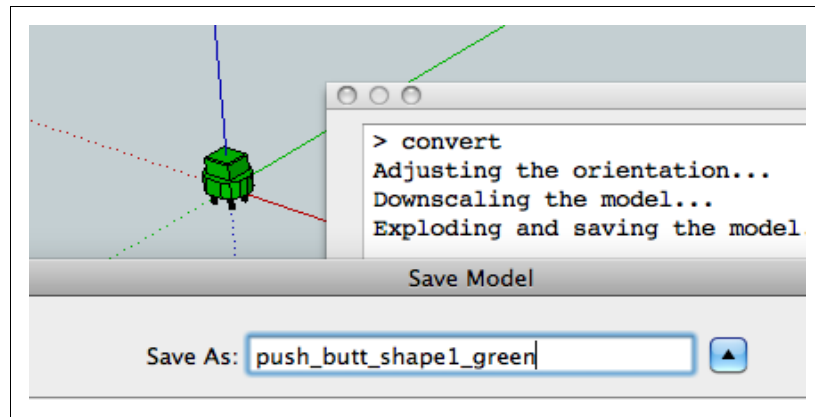 > convert
Adjusting the orientation...
Downscaling the model...
Exploding and saving the model.
Save Model
Save As: push_butt_shape1_green